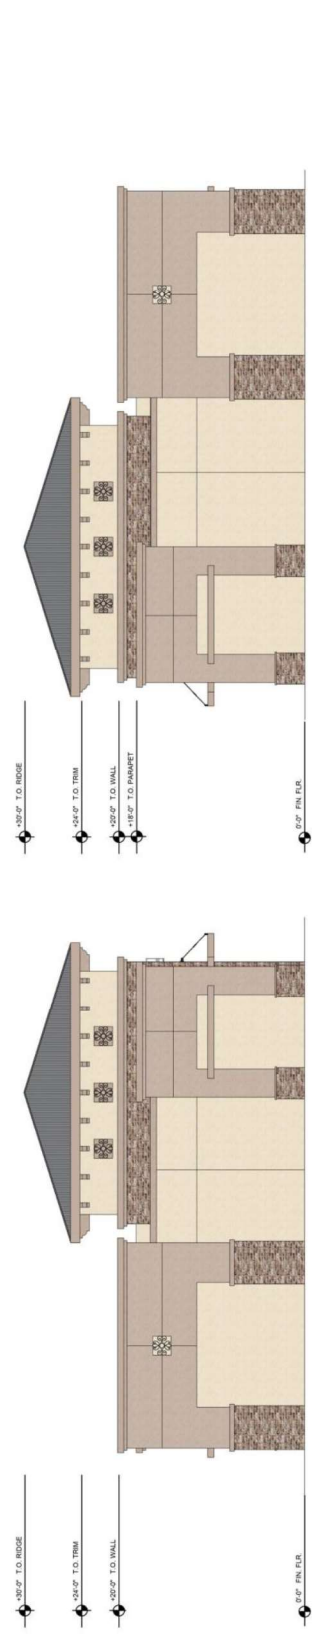 +30'-0" T.O. RIDGE
+24'-0" T.O. TRIM
+20'-0" T.O. WALL
+18'-0" T.O. PARAPET
0'-0" FIN. FLR.
+30'-0" T.O. RIDGE
+24'-0" T.O. TRIM
+20'-0" T.O. WALL
0'-0" FIN. FLR.